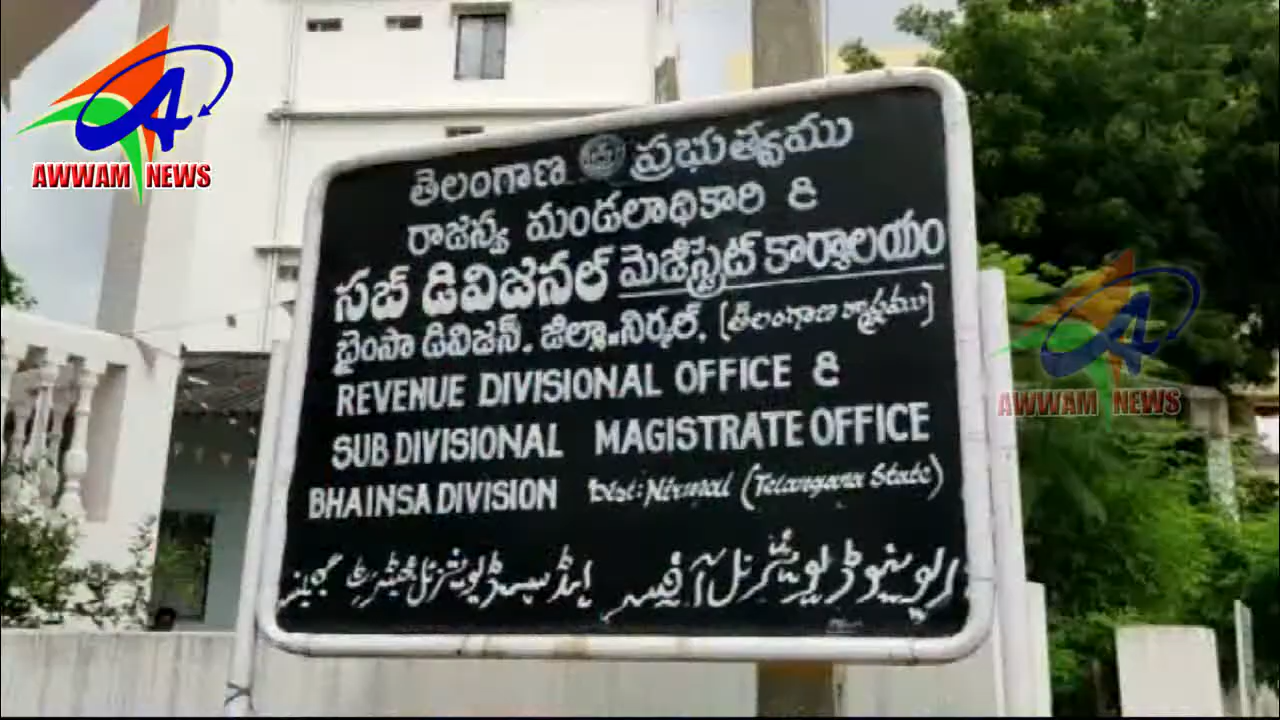 AWWAM NEWS
తెలంగాణ ప్రభుత్వము
రాజస్వ మండలాధికారి &
సబ్ డివిజనల్ మెజిస్ట్రేట్ కార్యాలయం
బైంసా డివిజన్. జిల్లా.నిర్మల్. (తెలంగాణ రాష్ట్రము)
REVENUE DIVISIONAL OFFICE &
SUB DIVISIONAL MAGISTRATE OFFICE
BHAINSA DIVISION Dist: Nirmal (Telangana State)
AWWAM NEWS